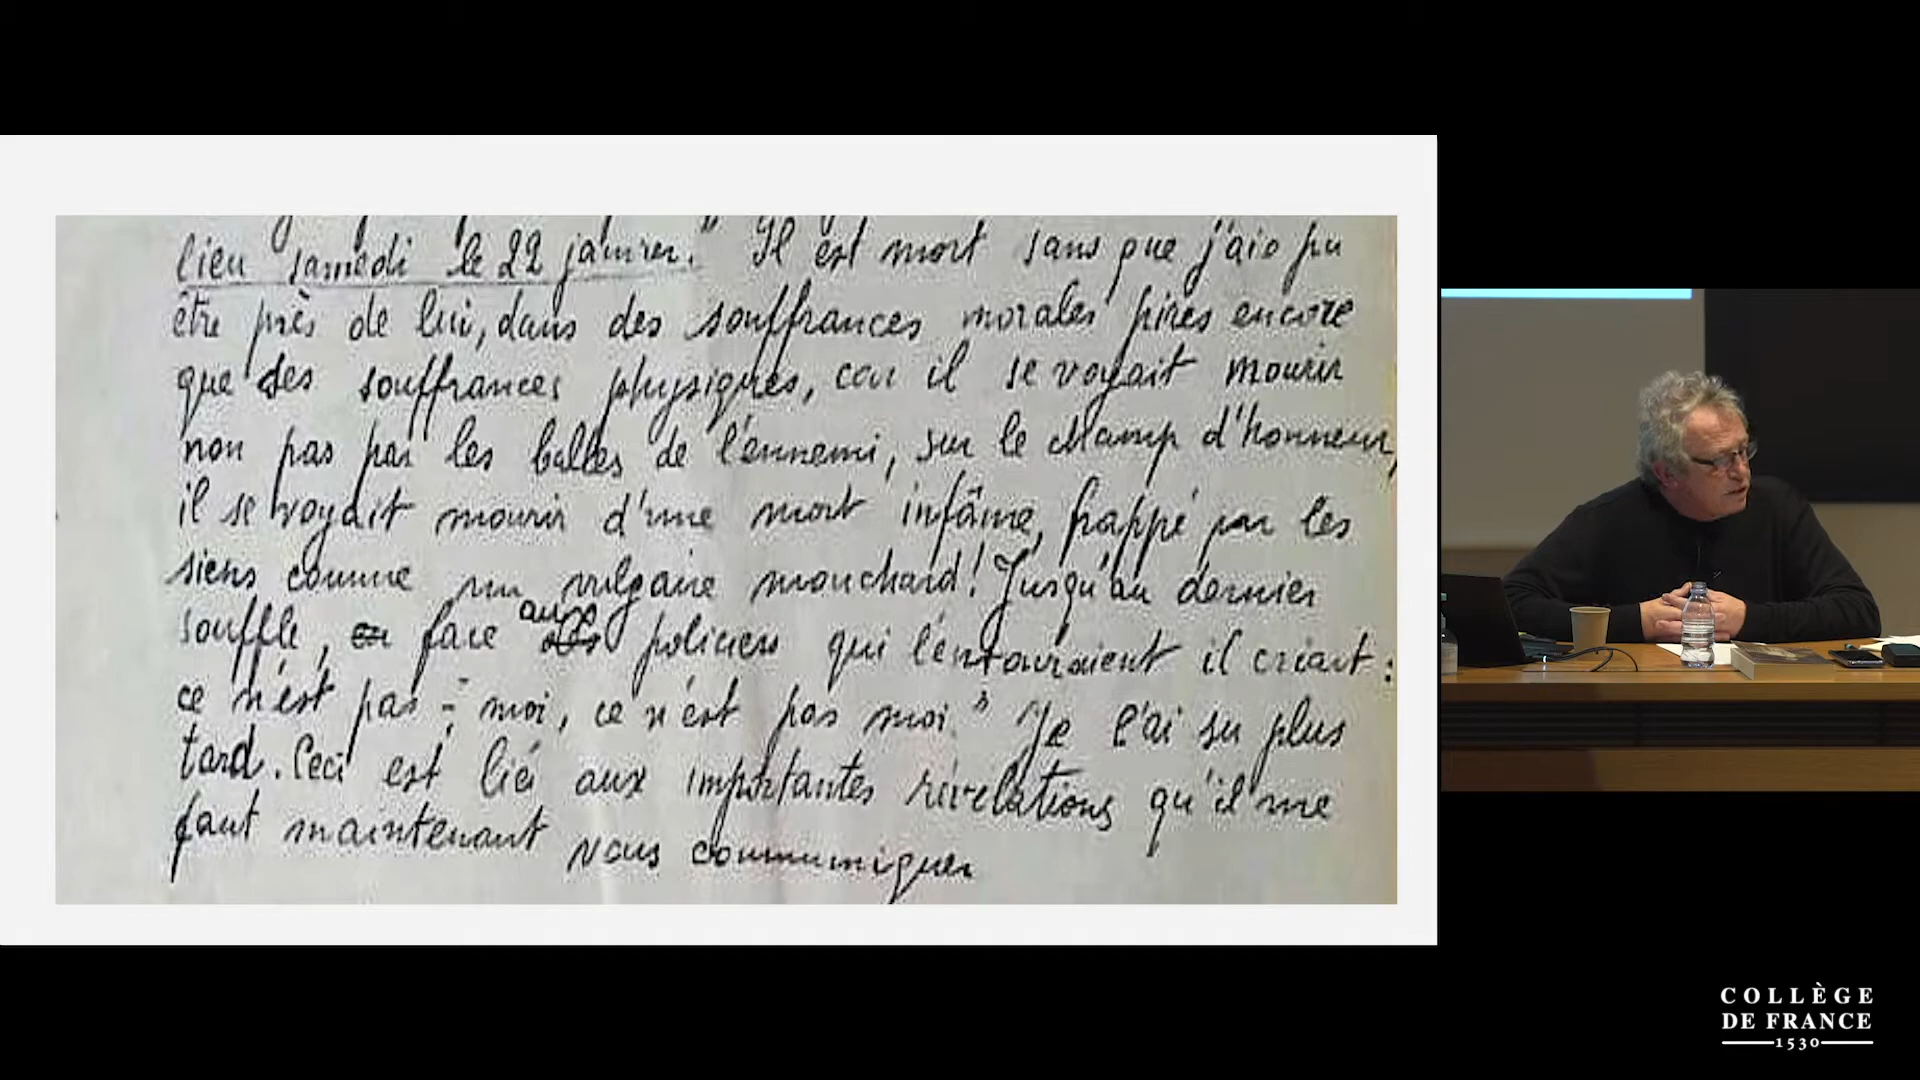 lieu samedi le 22 janvier." Il est mort sans que j'aie pu
être près de lui, dans des souffrances morales pires encore
que des souffrances physiques, car il se voyait mourir
non pas par les balles de l'ennemi, sur le champ d'honneur,
il se voyait mourir d'une mort infâme, frappé par les
siens comme un vulgaire mouchard! Jusqu'au dernier
aux
souffle, en face des policiers qui l'entouraient il criait :
ce n'est pas - moi, ce n'est pas moi." Je l'ai su plus
tard. Ceci est lié aux importantes révélations qu'il me
faut maintenant vous communiquer
COLLÈGE
DE FRANCE
1530